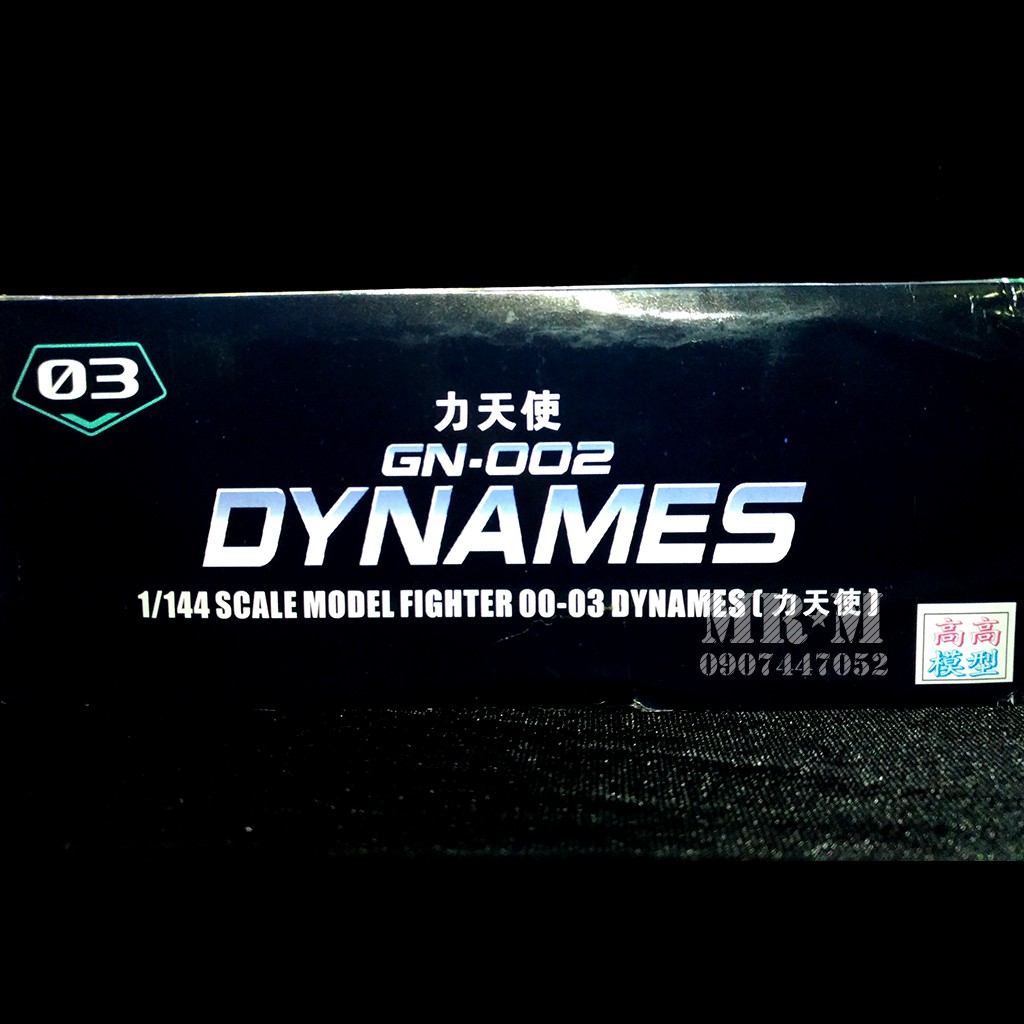 03
力天使
GN-002
DYNAMES
1/144 SCALE MODEL FIGHTER 00-03 DYNAMES [ 力天使 ]
MR★M
0907447052
高高
模型